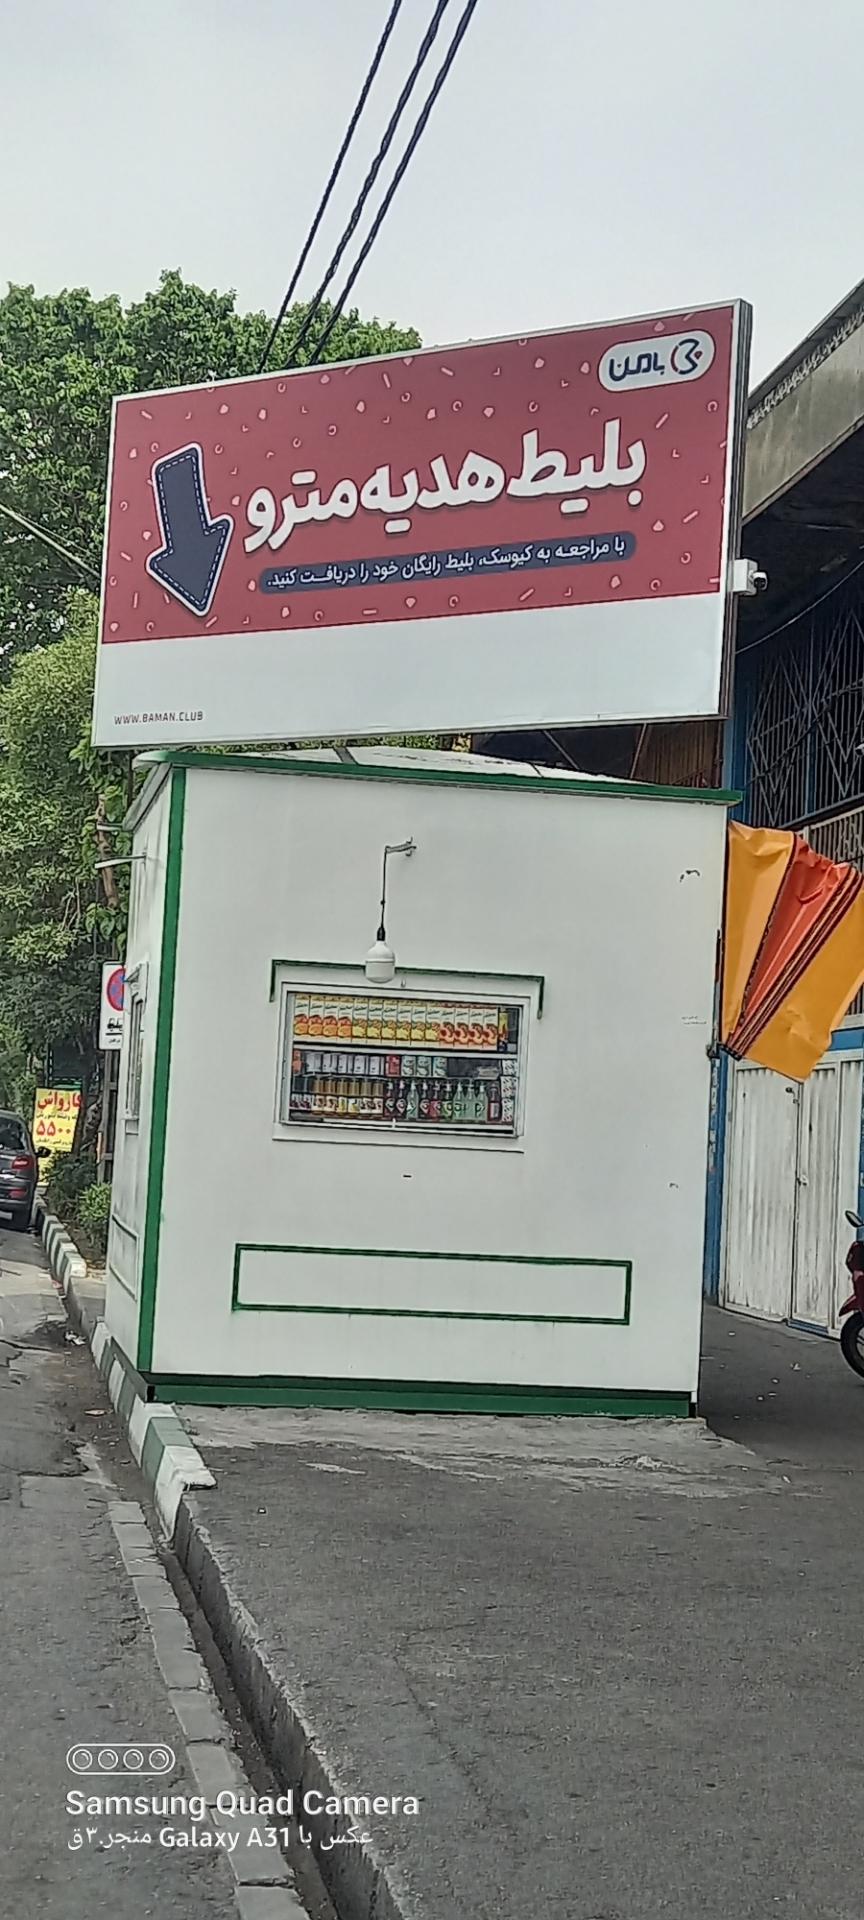 بامن
بلیط هدیه مترو
با مراجعه به کیوسک، بلیط رایگان خود را دریافت کنید.
WWW.BAMAN.CLUB
کارواش
۵۵۰۰
Samsung Quad Camera
عکس با Galaxy A31 منجر.۳ق